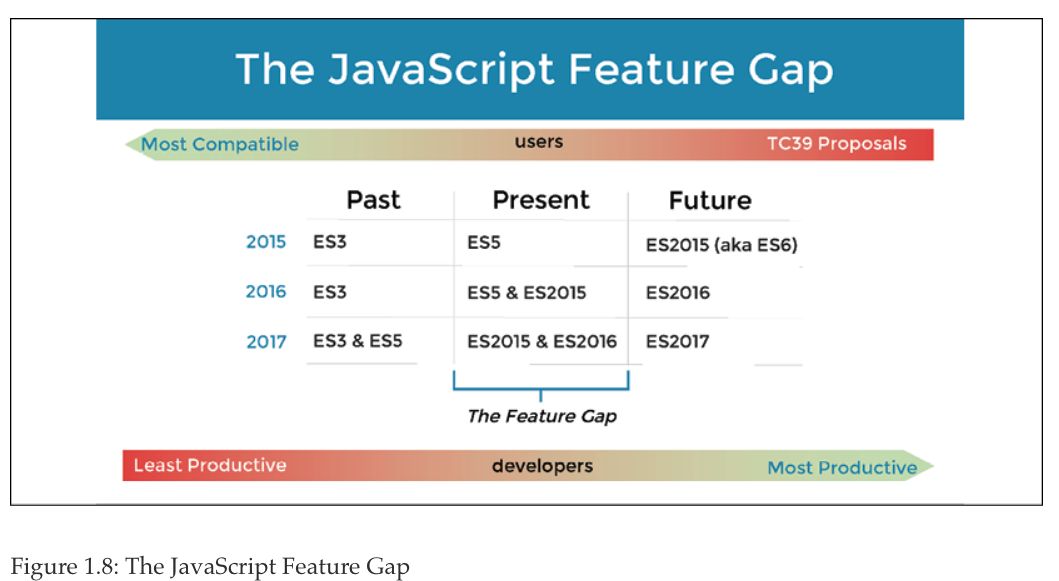 The JavaScript Feature Gap
Most Compatible users TC39 Proposals
Past Present Future
2015 ES3 ES5 ES2015 (aka ES6)
2016 ES3 ES5 & ES2015 ES2016
2017 ES3 & ES5 ES2015 & ES2016 ES2017
The Feature Gap
Least Productive developers Most Productive
Figure 1.8: The JavaScript Feature Gap